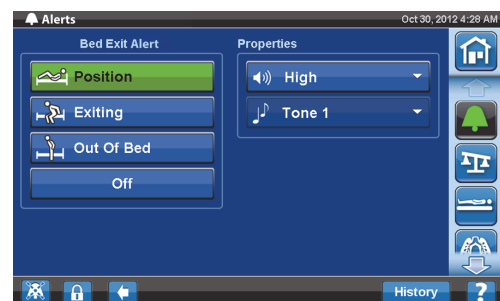 Alerts
Oct 30, 2012 4:28 AM
Bed Exit Alert
Position
Exiting
Out Of Bed
Off
Properties
High
Tone 1
History
?